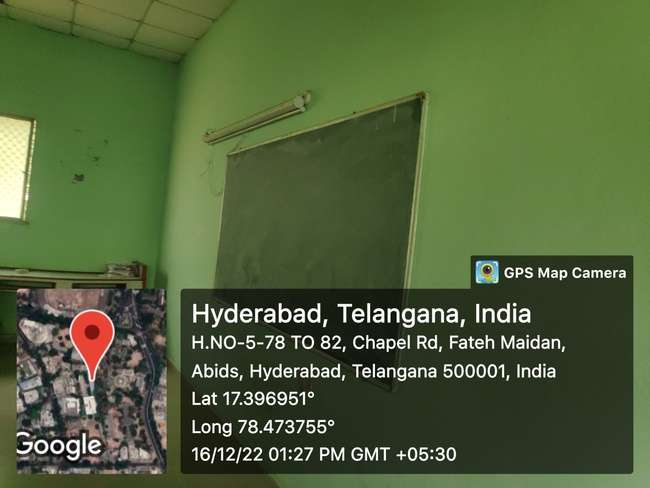 GPS Map Camera
Hyderabad, Telangana, India
H.NO-5-78 TO 82, Chapel Rd, Fateh Maidan,
Abids, Hyderabad, Telangana 500001, India
Lat 17.396951°
Long 78.473755°
16/12/22 01:27 PM GMT +05:30
Google